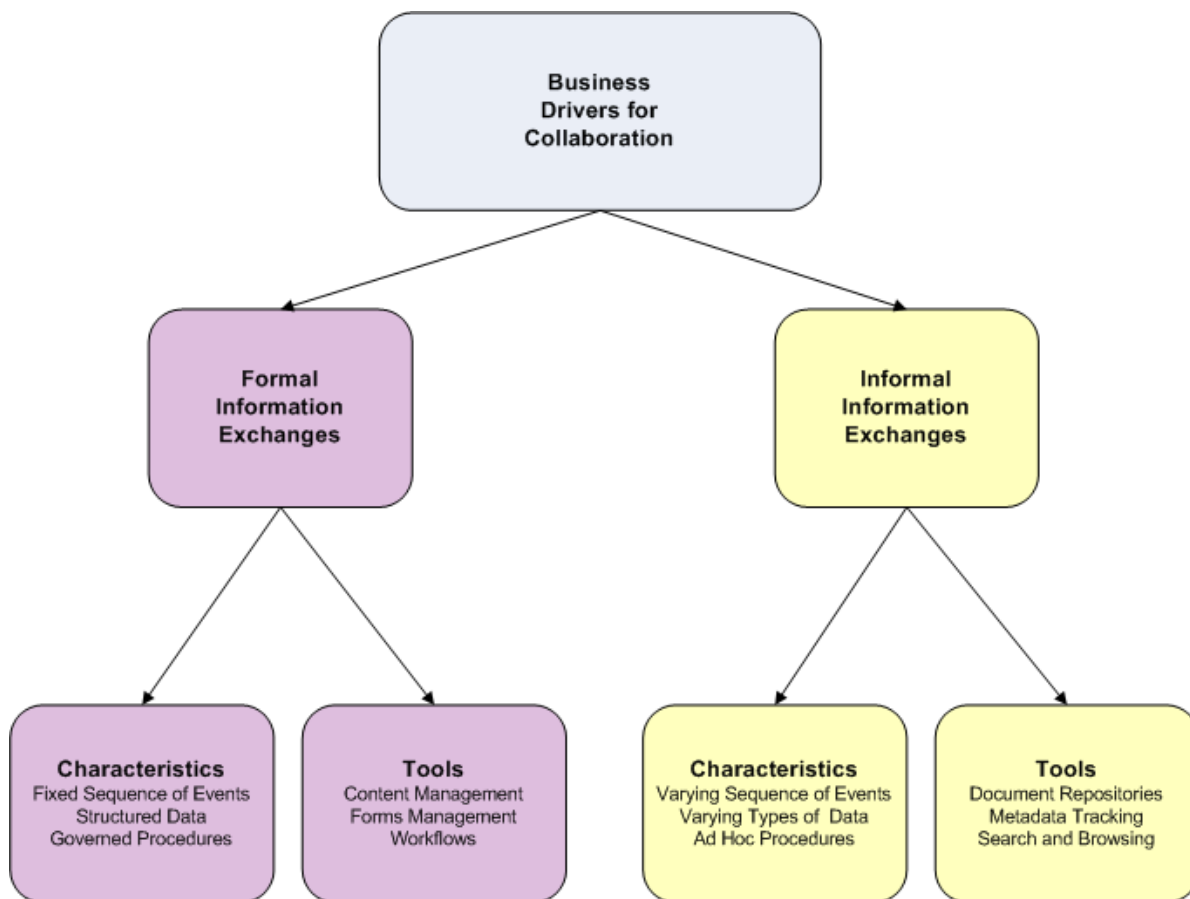 Business
Drivers for
Collaboration
Formal
Information
Exchanges
Informal
Information
Exchanges
Characteristics
Fixed Sequence of Events
Structured Data
Governed Procedures
Tools
Content Management
Forms Management
Workflows
Characteristics
Varying Sequence of Events
Varying Types of Data
Ad Hoc Procedures
Tools
Document Repositories
Metadata Tracking
Search and Browsing